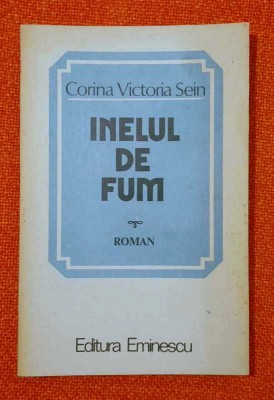 Corina Victoria Sein
INELUL
DE
FUM
ROMAN
Editura Eminescu